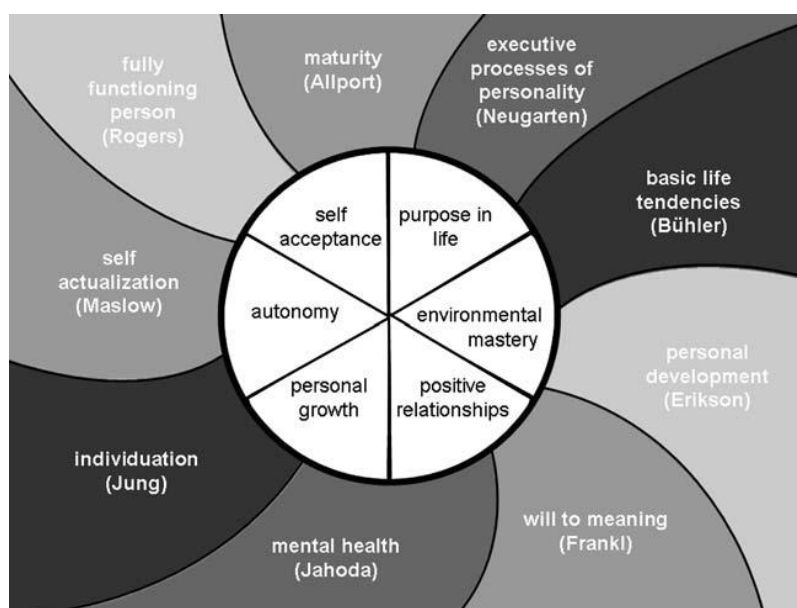 maturity
(Allport)
executive
processes of
personality
(Neugarten)
basic life
tendencies
(Bühler)
personal
development
(Erikson)
will to meaning
(Frankl)
mental health
(Jahoda)
individuation
(Jung)
self
actualization
(Maslow)
fully
functioning
person
(Rogers)
self
acceptance
purpose in
life
environmental
mastery
positive
relationships
personal
growth
autonomy